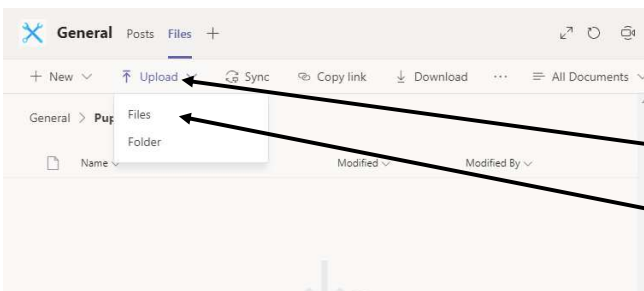 General Posts Files +
+ New Upload Sync Copy link Download ... All Documents
General > Pup
Files
Folder
Name Modified Modified By